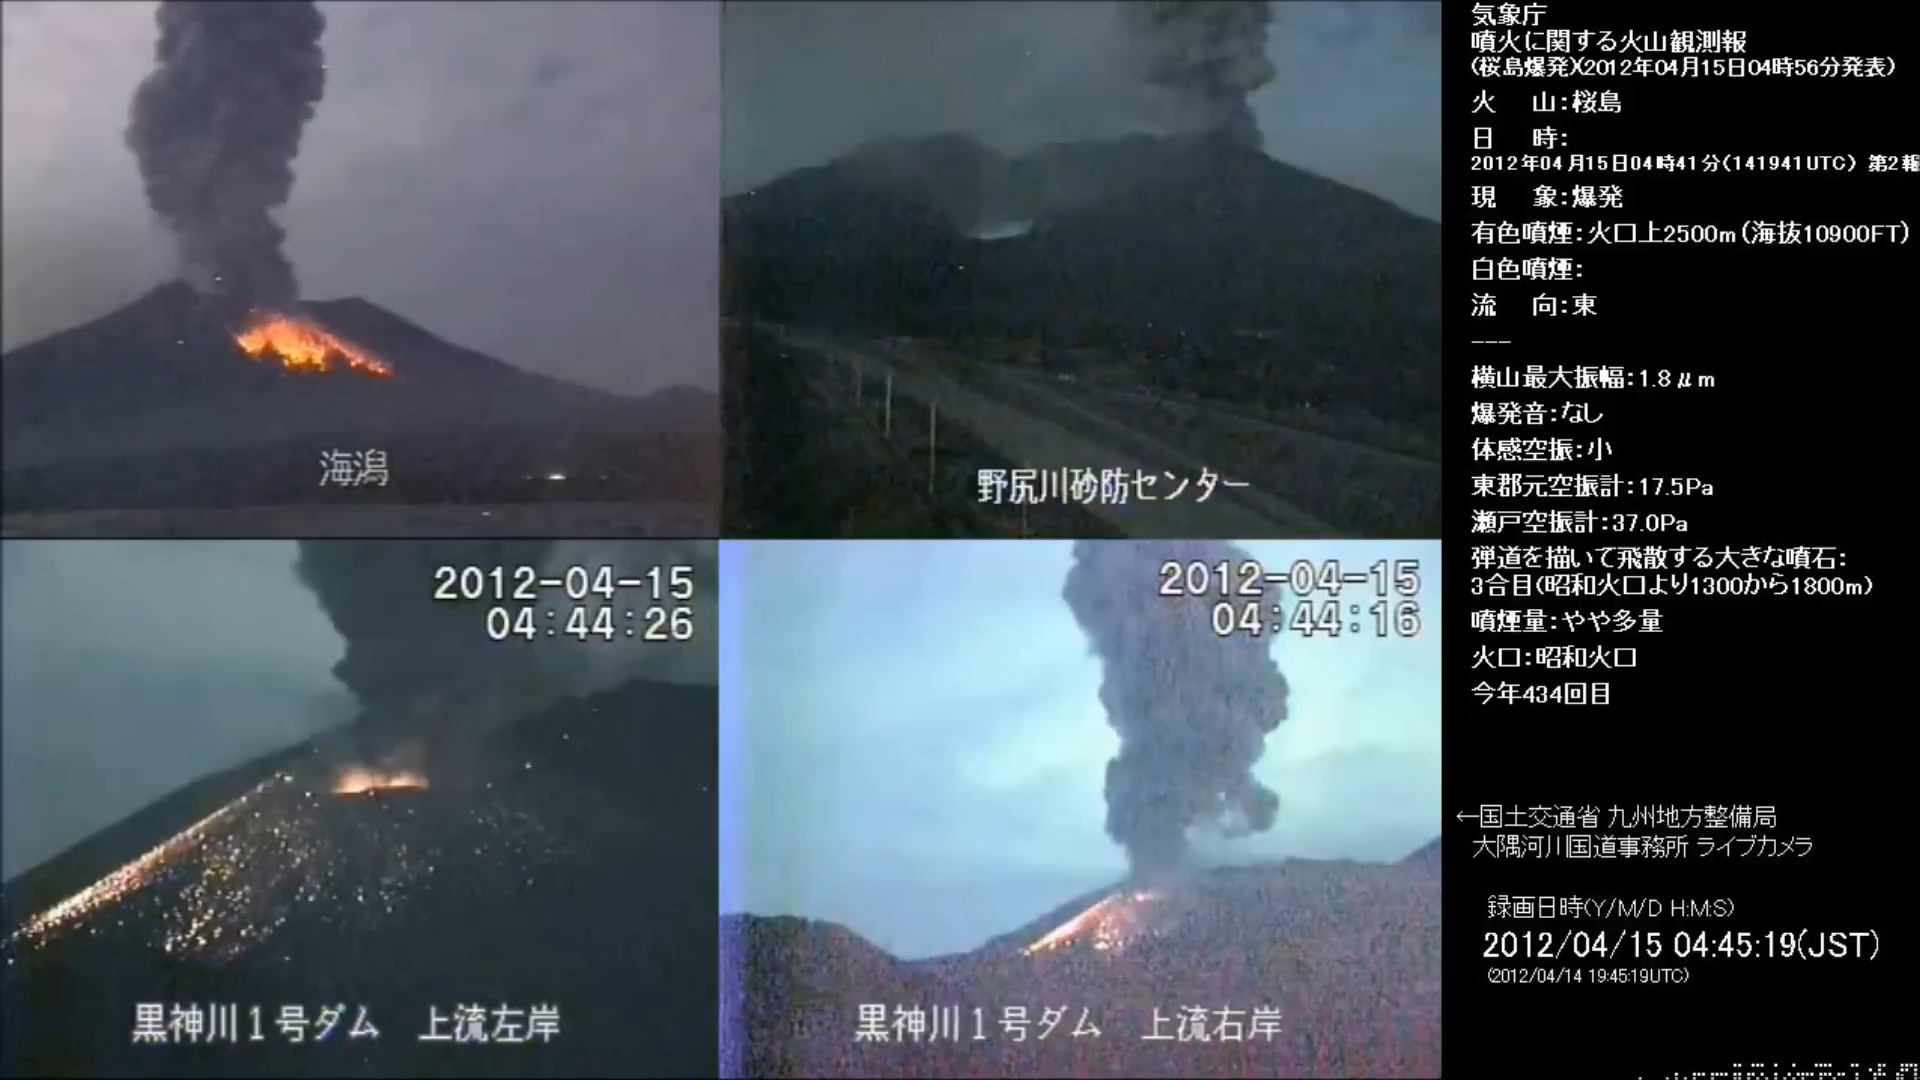 海潟
野尻川砂防センター
2012-04-15
04:44:26
黒神川1号ダム 上流左岸
2012-04-15
04:44:16
黒神川1号ダム 上流右岸
気象庁
噴火に関する火山観測報
(桜島爆発)(2012年04月15日04時56分発表)
火 山:桜島
日 時:
2012年04月15日04時41分(141941UTC) 第2報
現 象:爆発
有色噴煙:火口上2500m(海抜10900FT)
白色噴煙:
流 向:東
---
横山最大振幅:1.8μm
爆発音:なし
体感空振:小
東郡元空振計:17.5Pa
瀬戸空振計:37.0Pa
弾道を描いて飛散する大きな噴石:
3合目(昭和火口より1300から1800m)
噴煙量:やや多量
火口:昭和火口
今年434回目
←国土交通省 九州地方整備局
大隅河川国道事務所 ライブカメラ
録画日時(Y/M/D H:M:S)
2012/04/15 04:45:19(JST)
(2012/04/14 19:45:19UTC)